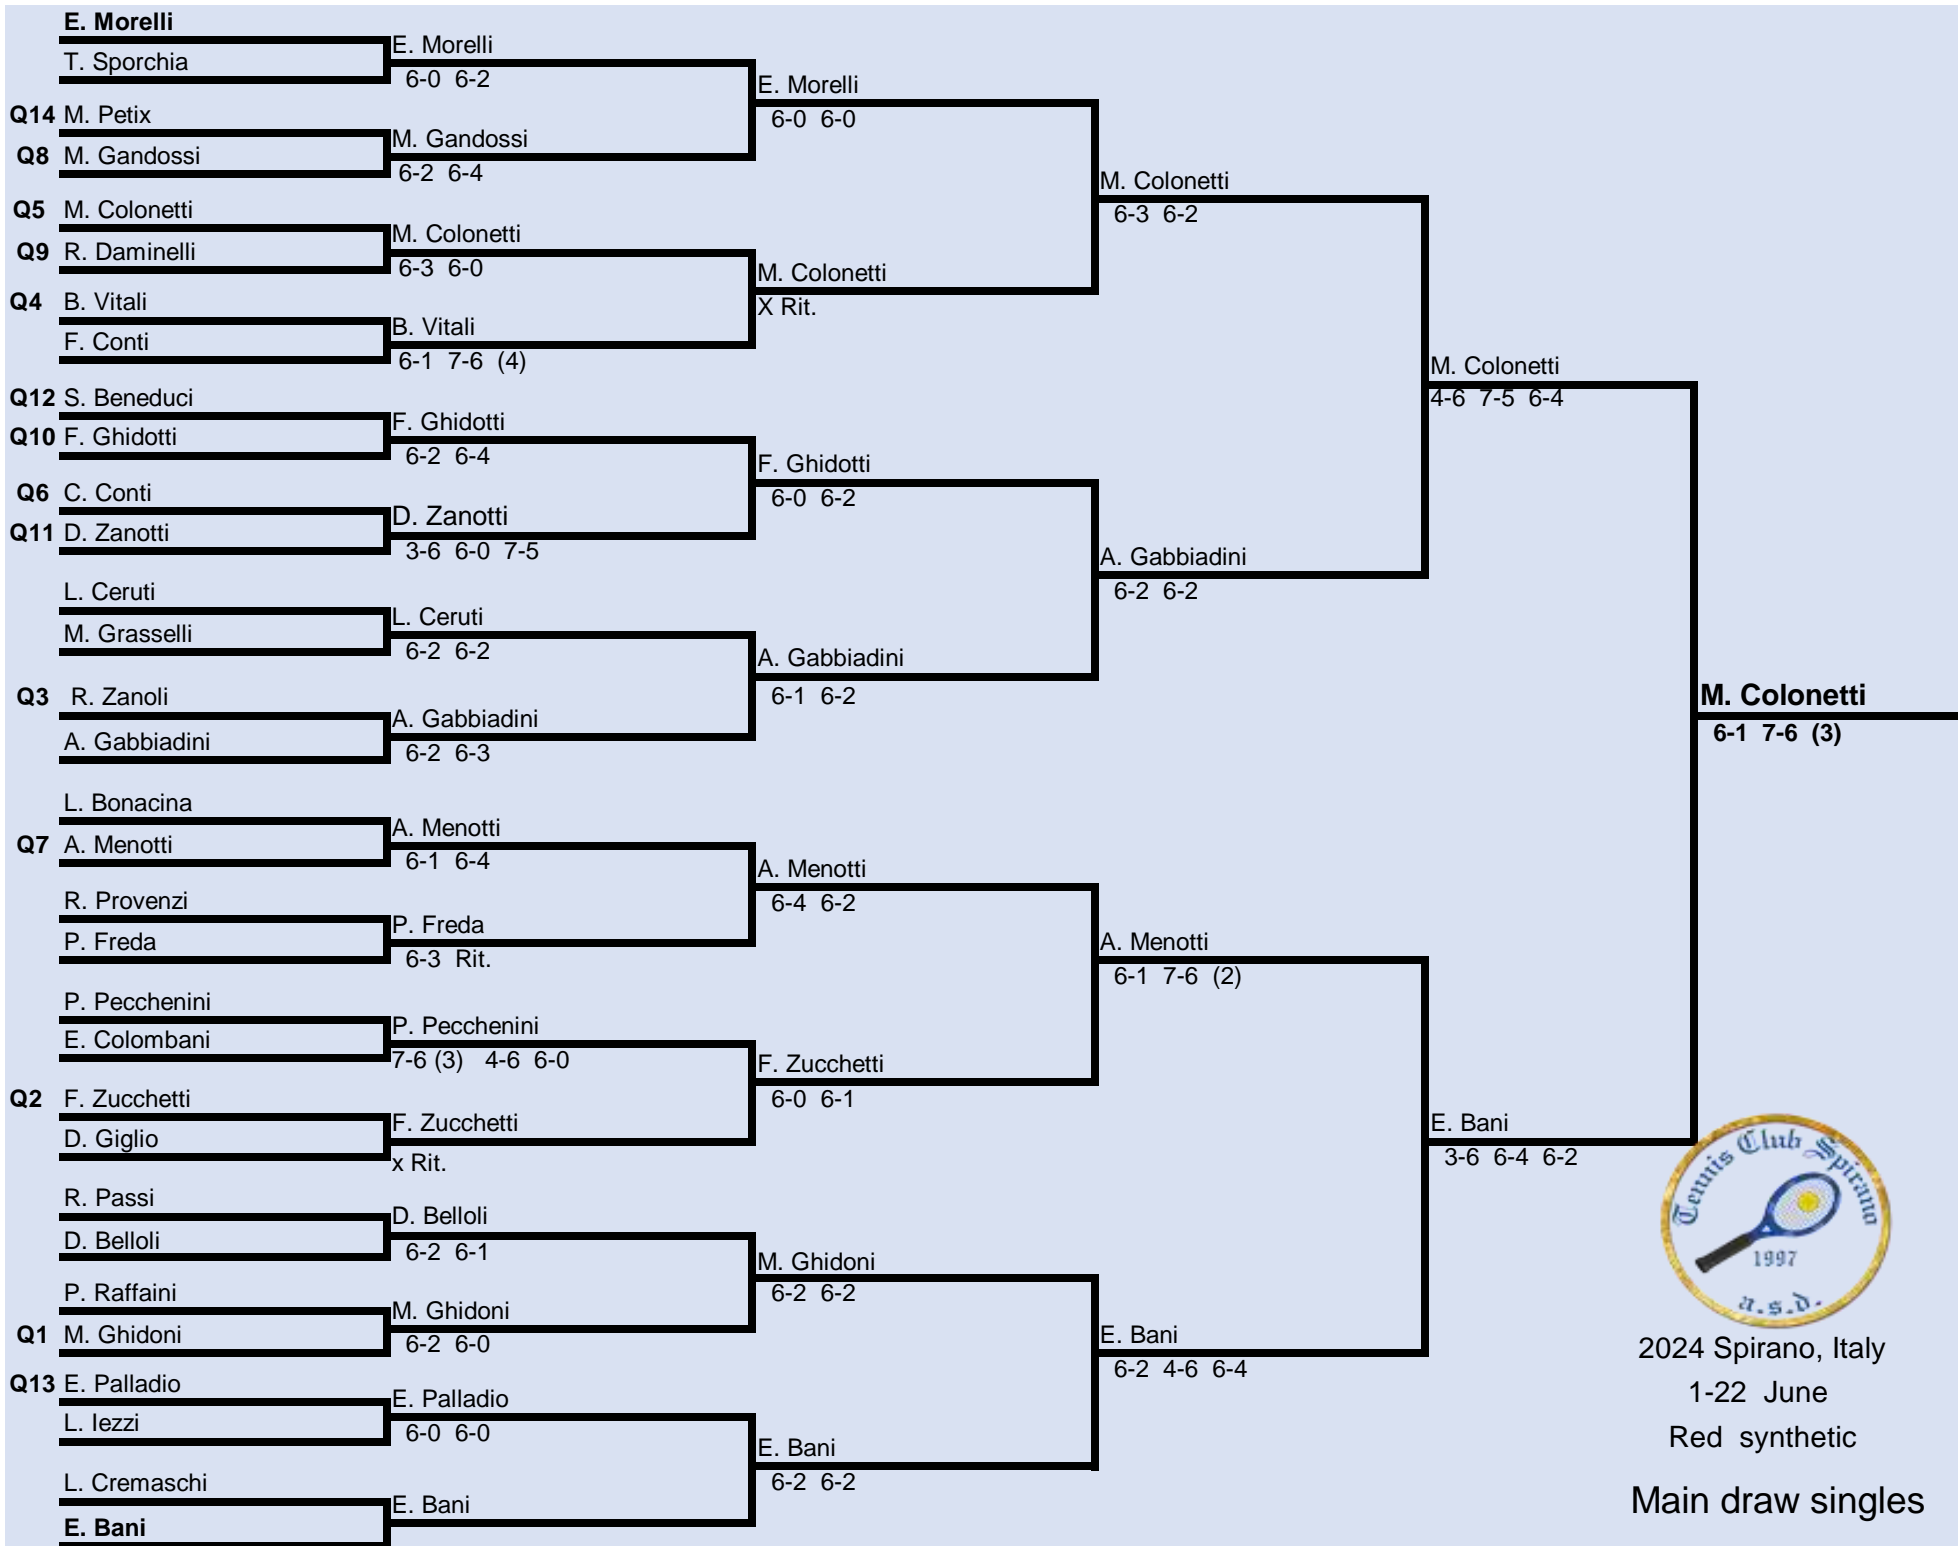 E. Morelli
T. Sporchia
Q14 M. Petix
Q8 M. Gandossi
Q5 M. Colonetti
Q9 R. Daminelli
Q4 B. Vitali
F. Conti
Q12 S. Beneduci
Q10 F. Ghidotti
Q6 C. Conti
Q11 D. Zanotti
L. Ceruti
M. Grasselli
Q3 R. Zanoli
A. Gabbiadini
L. Bonacina
Q7 A. Menotti
R. Provenzi
P. Freda
P. Pecchenini
E. Colombani
Q2 F. Zucchetti
D. Giglio
R. Passi
D. Belloli
P. Raffaini
Q1 M. Ghidoni
Q13 E. Palladio
L. Iezzi
L. Cremaschi
E. Bani
E. Morelli
6-0 6-2
M. Gandossi
6-2 6-4
M. Colonetti
6-3 6-0
B. Vitali
6-1 7-6 (4)
F. Ghidotti
6-2 6-4
D. Zanotti
3-6 6-0 7-5
L. Ceruti
6-2 6-2
A. Gabbiadini
6-2 6-3
A. Menotti
6-1 6-4
P. Freda
6-3 Rit.
P. Pecchenini
7-6 (3) 4-6 6-0
F. Zucchetti
x Rit.
D. Belloli
6-2 6-1
M. Ghidoni
6-2 6-0
E. Palladio
6-0 6-0
E. Bani
E. Morelli
6-0 6-0
M. Colonetti
X Rit.
F. Ghidotti
6-0 6-2
A. Gabbiadini
6-1 6-2
A. Menotti
6-4 6-2
F. Zucchetti
6-0 6-1
M. Ghidoni
6-2 6-2
E. Bani
6-2 6-2
M. Colonetti
6-3 6-2
A. Gabbiadini
6-2 6-2
A. Menotti
6-1 7-6 (2)
E. Bani
6-2 4-6 6-4
M. Colonetti
4-6 7-5 6-4
E. Bani
3-6 6-4 6-2
M. Colonetti
6-1 7-6 (3)
Tennis Club Spirano
1997
a.s.d.
2024 Spirano, Italy
1-22 June
Red synthetic
Main draw singles